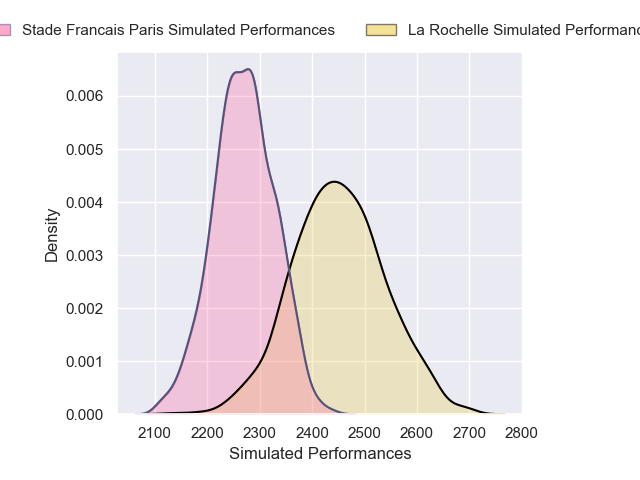 Stade Francais Paris Simulated Performances La Rochelle Simulated
0.006
0.005
0.004
0.003
0.002
0.001
0.000
Density
2100 2200 2300 2400 2500 2600 2700 2800
Simulated Performances